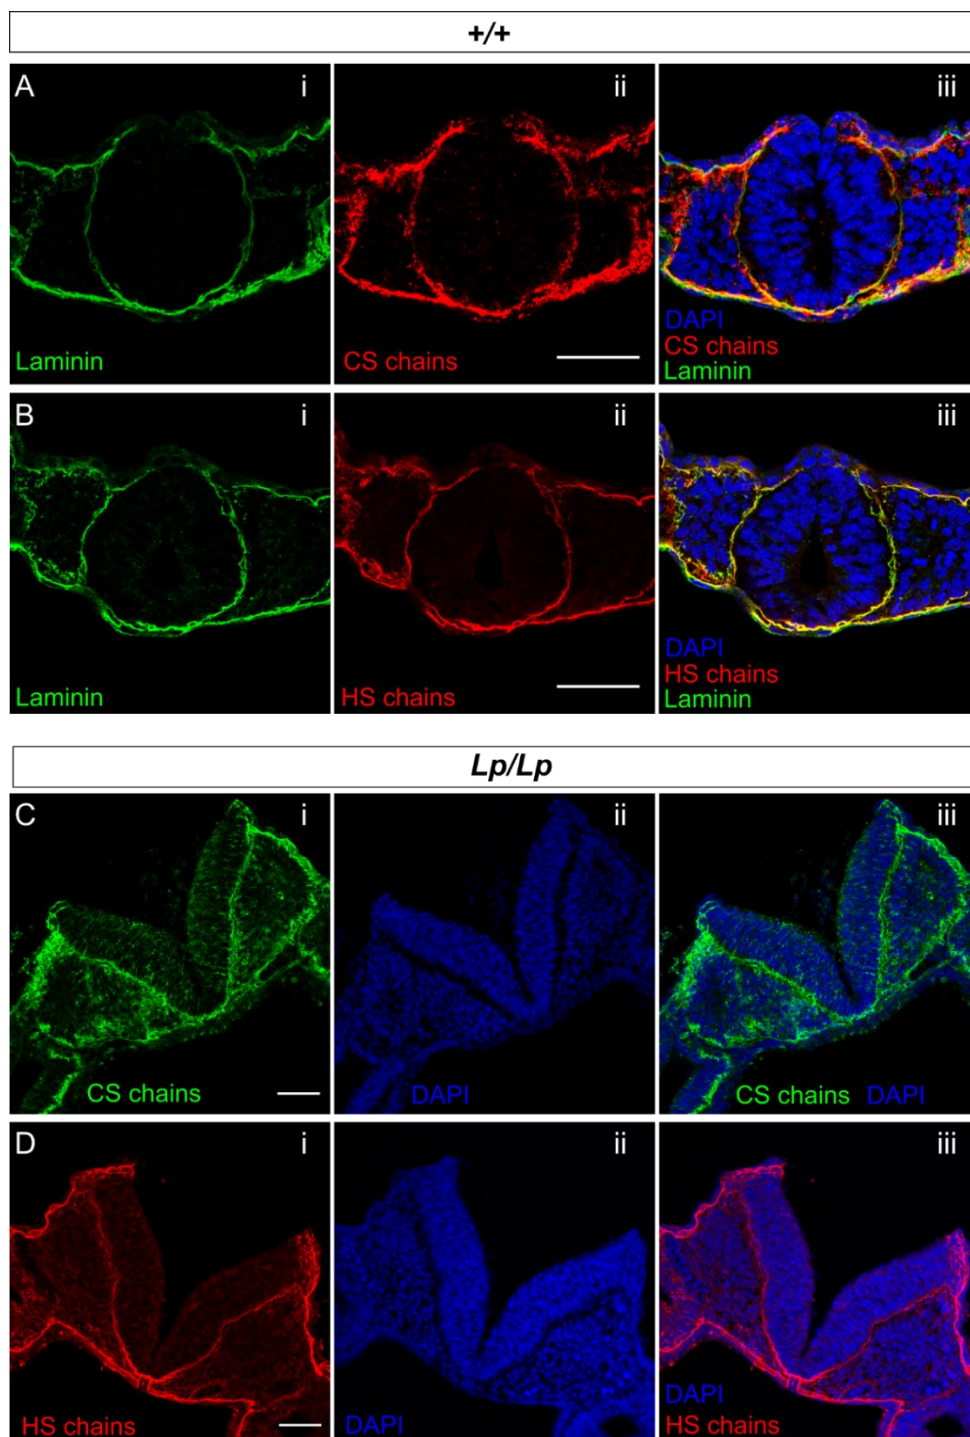 +/+
A
i
ii
iii
Laminin
CS chains
DAPI
CS chains
Laminin
B
i
ii
iii
Laminin
HS chains
DAPI
HS chains
Laminin
Lp/Lp
C
i
ii
iii
CS chains
DAPI
CS chains DAPI
D
i
ii
iii
HS chains
DAPI
DAPI
HS chains